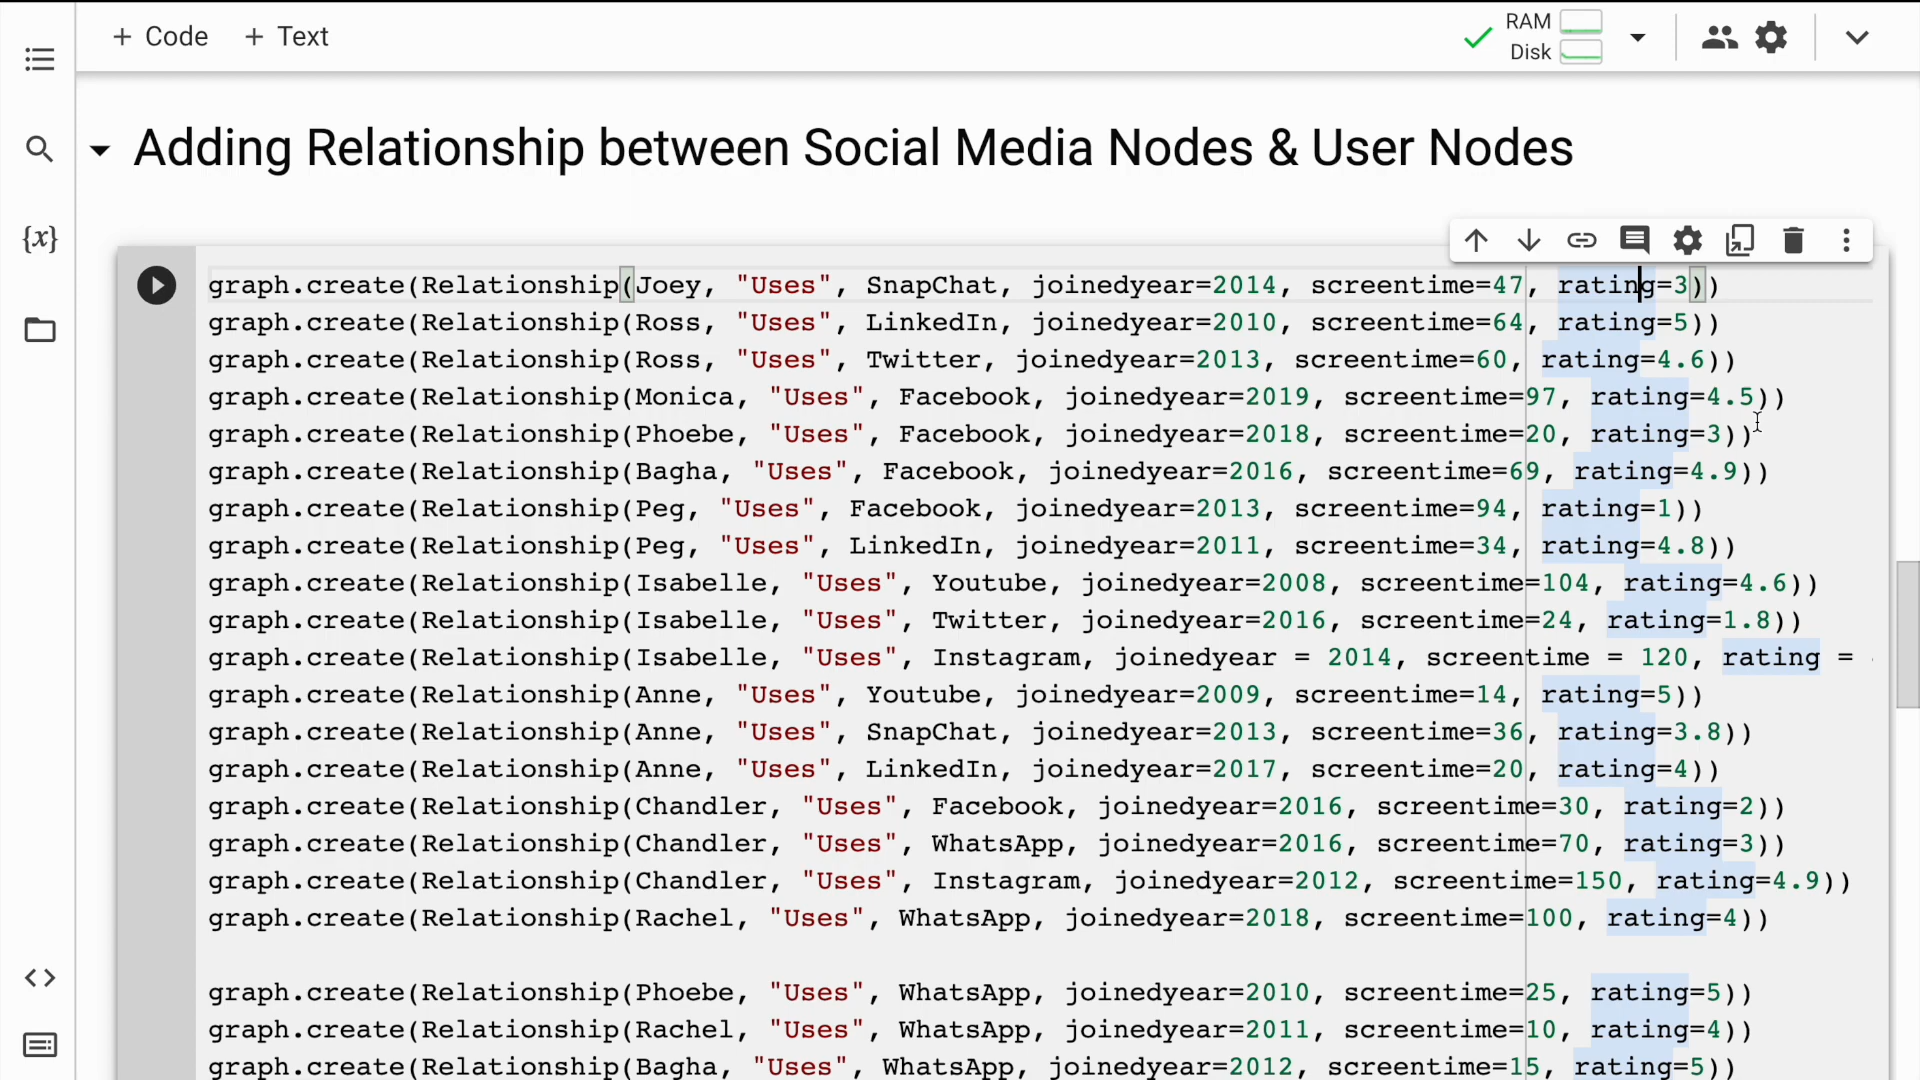 + Code + Text
RAM
Disk
Adding Relationship between Social Media Nodes & User Nodes
{x}
graph.create(Relationship(Joey, "Uses", SnapChat, joinedyear=2014, screentime=47, rating=3))
graph.create(Relationship(Ross, "Uses", LinkedIn, joinedyear=2010, screentime=64, rating=5))
graph.create(Relationship(Ross, "Uses", Twitter, joinedyear=2013, screentime=60, rating=4.6))
graph.create(Relationship(Monica, "Uses", Facebook, joinedyear=2019, screentime=97, rating=4.5))
graph.create(Relationship(Phoebe, "Uses", Facebook, joinedyear=2018, screentime=20, rating=3))
graph.create(Relationship(Bagha, "Uses", Facebook, joinedyear=2016, screentime=69, rating=4.9))
graph.create(Relationship(Peg, "Uses", Facebook, joinedyear=2013, screentime=94, rating=1))
graph.create(Relationship(Peg, "Uses", LinkedIn, joinedyear=2011, screentime=34, rating=4.8))
graph.create(Relationship(Isabelle, "Uses", Youtube, joinedyear=2008, screentime=104, rating=4.6))
graph.create(Relationship(Isabelle, "Uses", Twitter, joinedyear=2016, screentime=24, rating=1.8))
graph.create(Relationship(Isabelle, "Uses", Instagram, joinedyear = 2014, screentime = 120, rating =
graph.create(Relationship(Anne, "Uses", Youtube, joinedyear=2009, screentime=14, rating=5))
graph.create(Relationship(Anne, "Uses", SnapChat, joinedyear=2013, screentime=36, rating=3.8))
graph.create(Relationship(Anne, "Uses", LinkedIn, joinedyear=2017, screentime=20, rating=4))
graph.create(Relationship(Chandler, "Uses", Facebook, joinedyear=2016, screentime=30, rating=2))
graph.create(Relationship(Chandler, "Uses", WhatsApp, joinedyear=2016, screentime=70, rating=3))
graph.create(Relationship(Chandler, "Uses", Instagram, joinedyear=2012, screentime=150, rating=4.9))
graph.create(Relationship(Rachel, "Uses", WhatsApp, joinedyear=2018, screentime=100, rating=4))
graph.create(Relationship(Phoebe, "Uses", WhatsApp, joinedyear=2010, screentime=25, rating=5))
graph.create(Relationship(Rachel, "Uses", WhatsApp, joinedyear=2011, screentime=10, rating=4))
graph.create(Relationship(Bagha, "Uses", WhatsApp, joinedyear=2012, screentime=15, rating=5))